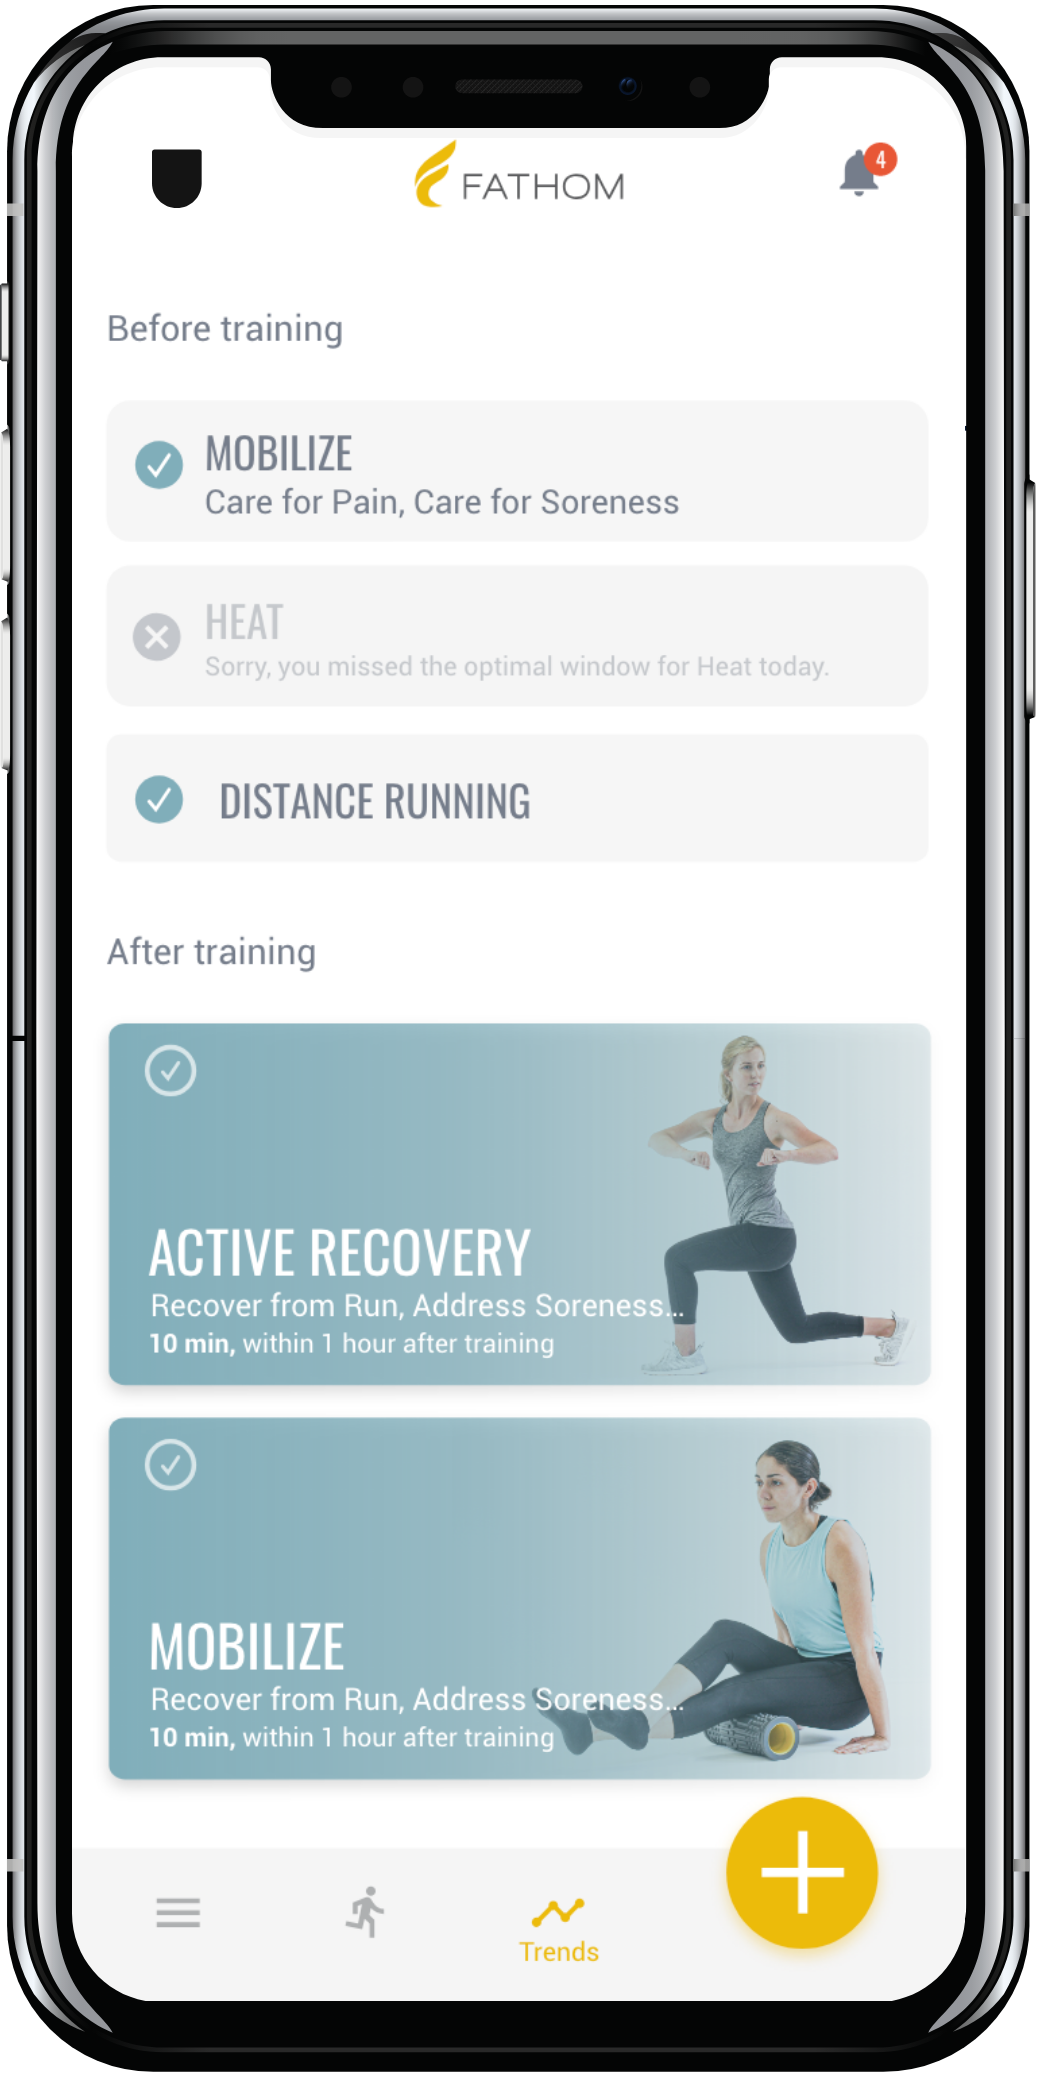 FATHOM
4
Before training
MOBILIZE
Care for Pain, Care for Soreness
HEAT
Sorry, you missed the optimal window for Heat today.
DISTANCE RUNNING
After training
ACTIVE RECOVERY
Recover from Run, Address Soreness...
10 min, within 1 hour after training
MOBILIZE
Recover from Run, Address Soreness...
10 min, within 1 hour after training
Trends